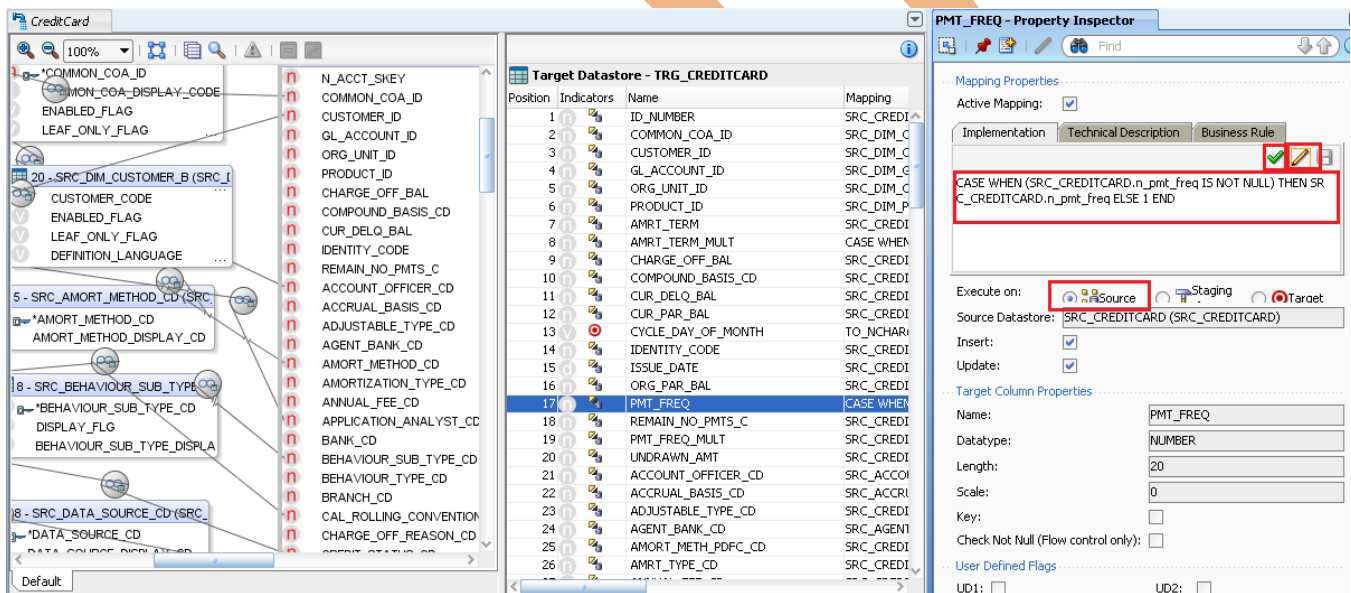 CreditCard
100%
*COMMON_COA_ID
MON_COA_DISPLAY_CODE
ENABLED_FLAG
LEAF_ONLY_FLAG
...
20 - SRC_DIM_CUSTOMER_B (SRC_D
CUSTOMER_CODE
...
ENABLED_FLAG
LEAF_ONLY_FLAG
DEFINITION_LANGUAGE
...
5 - SRC_AMORT_METHOD_CD (SRC_
*AMORT_METHOD_CD
AMORT_METHOD_DISPLAY_CD
8 - SRC_BEHAVIOUR_SUB_TYPE
*BEHAVIOUR_SUB_TYPE_CD
DISPLAY_FLG
BEHAVIOUR_SUB_TYPE_DISPLA
8 - SRC_DATA_SOURCE_CD (SRC_
*DATA_SOURCE_CD
DATA_SOURCE_DISPLAY_CD
Default
N_ACCT_SKEY
COMMON_COA_ID
CUSTOMER_ID
GL_ACCOUNT_ID
ORG_UNIT_ID
PRODUCT_ID
CHARGE_OFF_BAL
COMPOUND_BASIS_CD
CUR_DELQ_BAL
IDENTITY_CODE
REMAIN_NO_PMTS_C
ACCOUNT_OFFICER_CD
ACCRUAL_BASIS_CD
ADJUSTABLE_TYPE_CD
AGENT_BANK_CD
AMORT_METHOD_CD
AMORTIZATION_TYPE_CD
ANNUAL_FEE_CD
APPLICATION_ANALYST_CD
BANK_CD
BEHAVIOUR_SUB_TYPE_CD
BEHAVIOUR_TYPE_CD
BRANCH_CD
CAL_ROLLING_CONVENTION
CHARGE_OFF_REASON_CD
CREDIT_STATUS_CD
Target Datastore - TRG_CREDITCARD
Position Indicators Name Mapping
1 n ID_NUMBER SRC_CREDI
2 n COMMON_COA_ID SRC_DIM_C
3 n CUSTOMER_ID SRC_DIM_C
4 n GL_ACCOUNT_ID SRC_DIM_G
5 n ORG_UNIT_ID SRC_DIM_O
6 n PRODUCT_ID SRC_DIM_P
7 n AMRT_TERM SRC_CREDI
8 n AMRT_TERM_MULT CASE WHEN
9 n CHARGE_OFF_BAL SRC_CREDI
10 n COMPOUND_BASIS_CD SRC_CREDI
11 n CUR_DELQ_BAL SRC_CREDI
12 n CUR_PAR_BAL SRC_CREDI
13 v CYCLE_DAY_OF_MONTH TO_NCHAR(
14 n IDENTITY_CODE SRC_CREDI
15 d ISSUE_DATE SRC_CREDI
16 n ORG_PAR_BAL SRC_CREDI
17 n PMT_FREQ CASE WHEN
18 n REMAIN_NO_PMTS_C SRC_CREDI
19 n PMT_FREQ_MULT SRC_CREDI
20 n UNDRAWN_AMT SRC_CREDI
21 n ACCOUNT_OFFICER_CD SRC_ACCOU
22 n ACCRUAL_BASIS_CD SRC_ACCRU
23 n ADJUSTABLE_TYPE_CD SRC_CREDI
24 n AGENT_BANK_CD SRC_AGENT
25 n AMORT_METH_PDFC_CD SRC_CREDI
26 n AMRT_TYPE_CD SRC_CREDI
PMT_FREQ - Property Inspector
Find
Mapping Properties
Active Mapping:
Implementation Technical Description Business Rule
CASE WHEN (SRC_CREDITCARD.n_pmt_freq IS NOT NULL) THEN SR
C_CREDITCARD.n_pmt_freq ELSE 1 END
Execute on: Source Staging Target
Source Datastore: SRC_CREDITCARD (SRC_CREDITCARD)
Insert:
Update:
Target Column Properties
Name: PMT_FREQ
Datatype: NUMBER
Length: 20
Scale: 0
Key:
Check Not Null (Flow control only):
User Defined Flags
UD1: UD2: